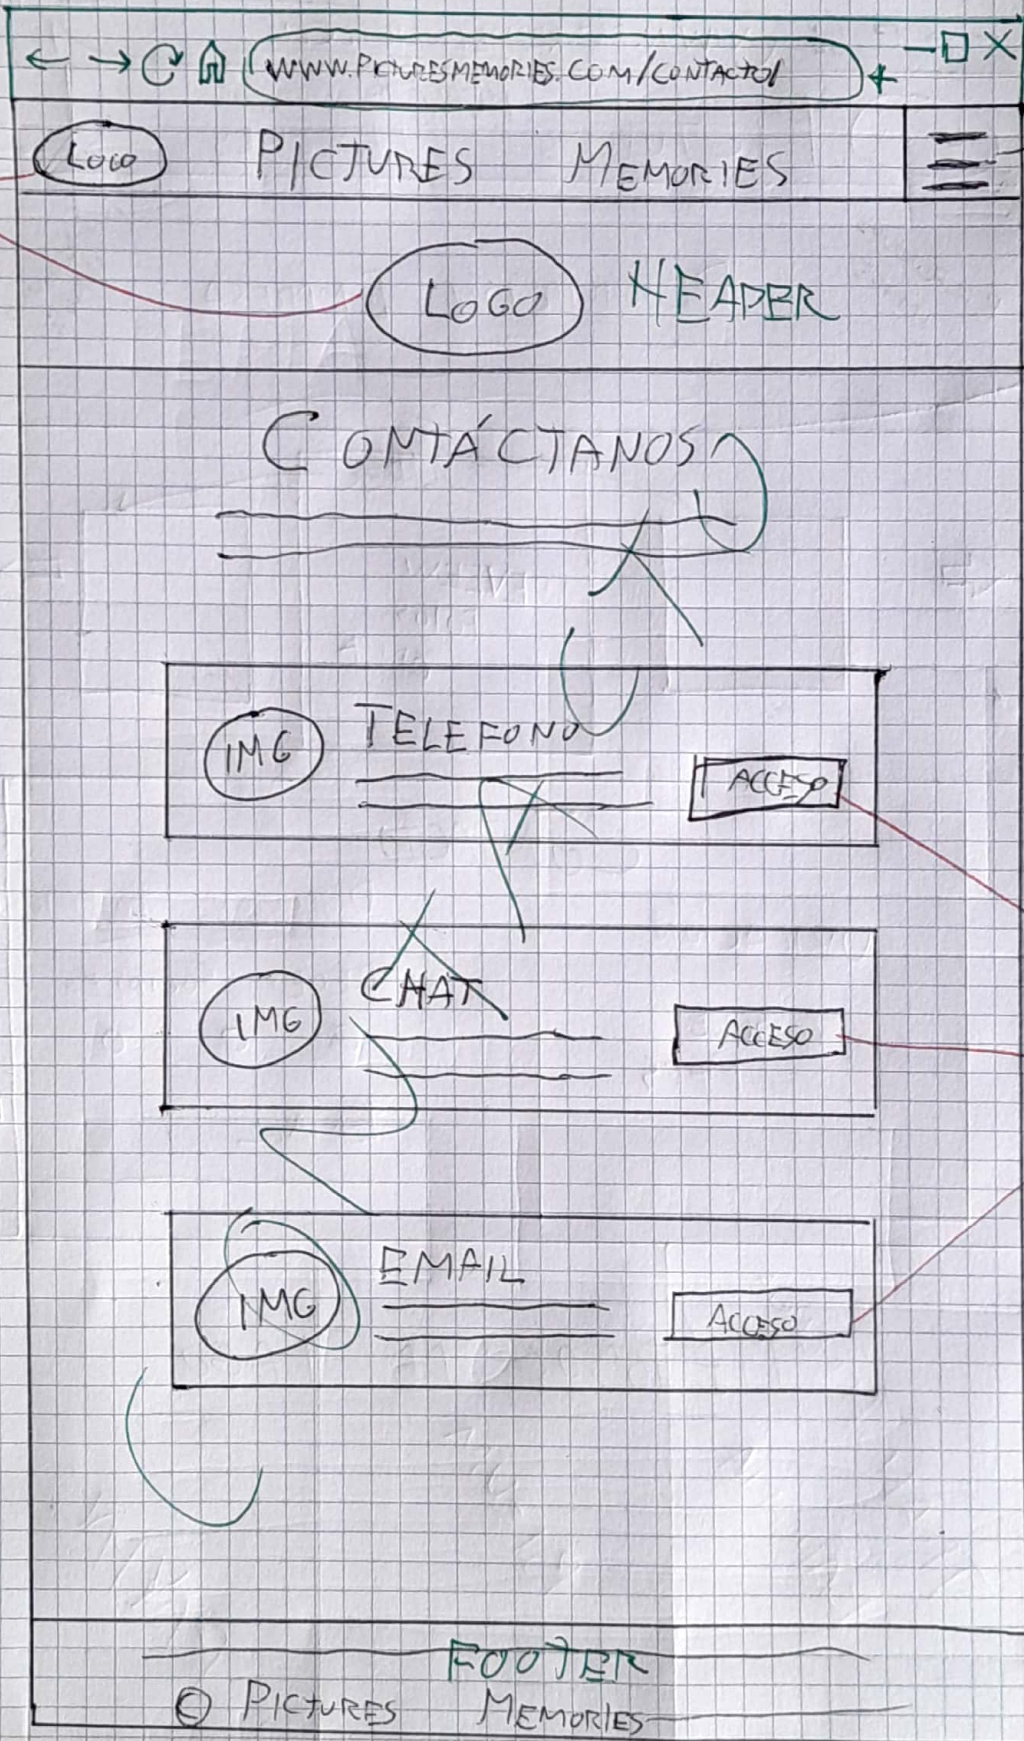 WWW.PICTURESMEMORIES.COM/CONTACTO/
LOGO PICTURES MEMORIES
LOGO HEADER
CONTÁCTANOS
CONTACTO
IMG TELEFONO
ACCESO
IMG CHAT
ACCESO
IMG EMAIL
ACCESO
FOOTER
© PICTURES MEMORIES